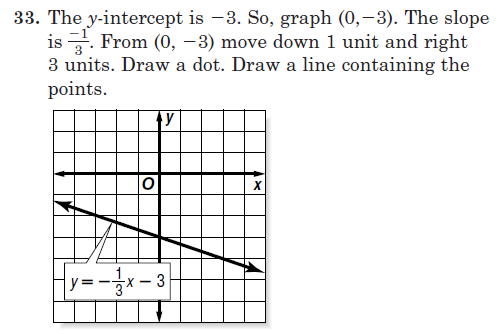 33. The y-intercept is −3. So, graph (0,−3). The slope
is −1/3. From (0, −3) move down 1 unit and right
3 units. Draw a dot. Draw a line containing the
points.
y
O
x
y = −1/3x − 3